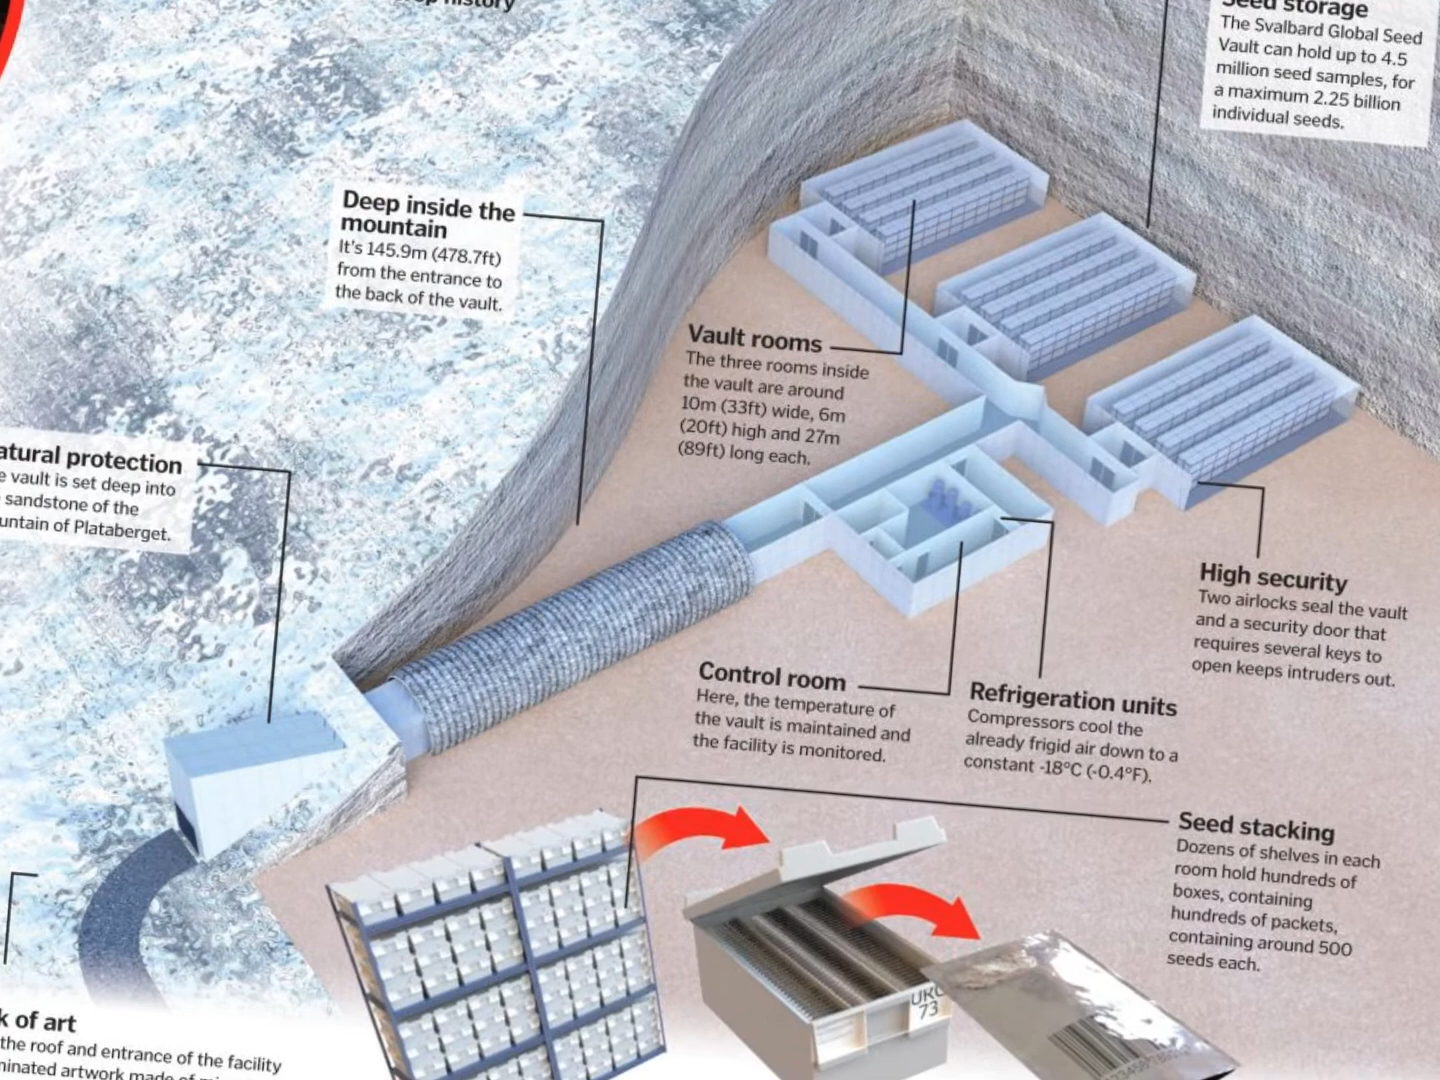 history
Seed storage
The Svalbard Global Seed
Vault can hold up to 4.5
million seed samples, for
a maximum 2.25 billion
individual seeds.
Deep inside the
mountain
It's 145.9m (478.7ft)
from the entrance to
the back of the vault.
Vault rooms
The three rooms inside
the vault are around
10m (33ft) wide, 6m
(20ft) high and 27m
(89ft) long each.
atural protection
e vault is set deep into
sandstone of the
untain of Plataberget.
High security
Two airlocks seal the vault
and a security door that
requires several keys to
open keeps intruders out.
Control room
Here, the temperature of
the vault is maintained and
the facility is monitored.
Refrigeration units
Compressors cool the
already frigid air down to a
constant -18°C (-0.4°F).
Seed stacking
Dozens of shelves in each
room hold hundreds of
boxes, containing
hundreds of packets,
containing around 500
seeds each.
UKG
73
k of art
the roof and entrance of the facility
minated artwork made of